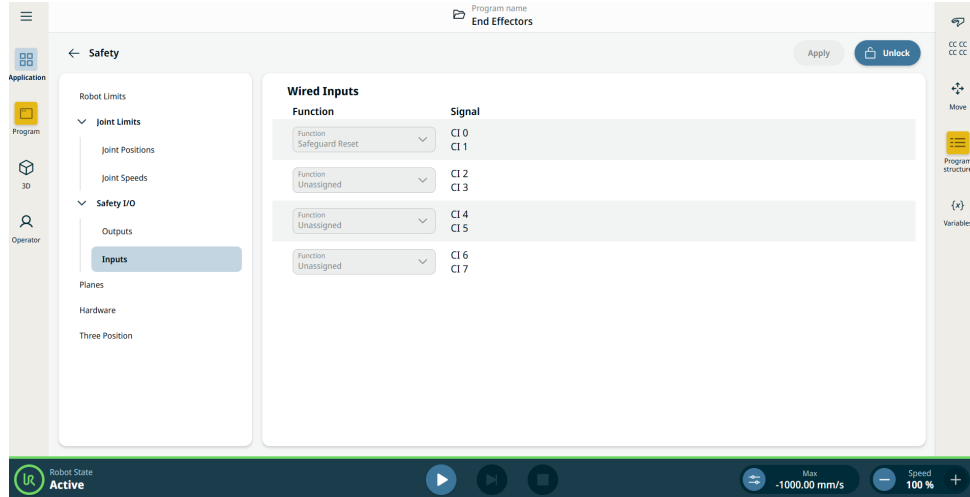 Program name
End Effectors
Application
Program
3D
Operator
Safety
Apply
Unlock
Robot Limits
Joint Limits
Joint Positions
Joint Speeds
Safety I/O
Outputs
Inputs
Planes
Hardware
Three Position
Wired Inputs
Function Signal
Function
Safeguard Reset
CI 0
CI 1
Function
Unassigned
CI 2
CI 3
Function
Unassigned
CI 4
CI 5
Function
Unassigned
CI 6
CI 7
CC CC
CC CC
Move
Program
structure
{x}
Variables
UR
Robot State
Active
Max
-1000.00 mm/s
Speed
100 %